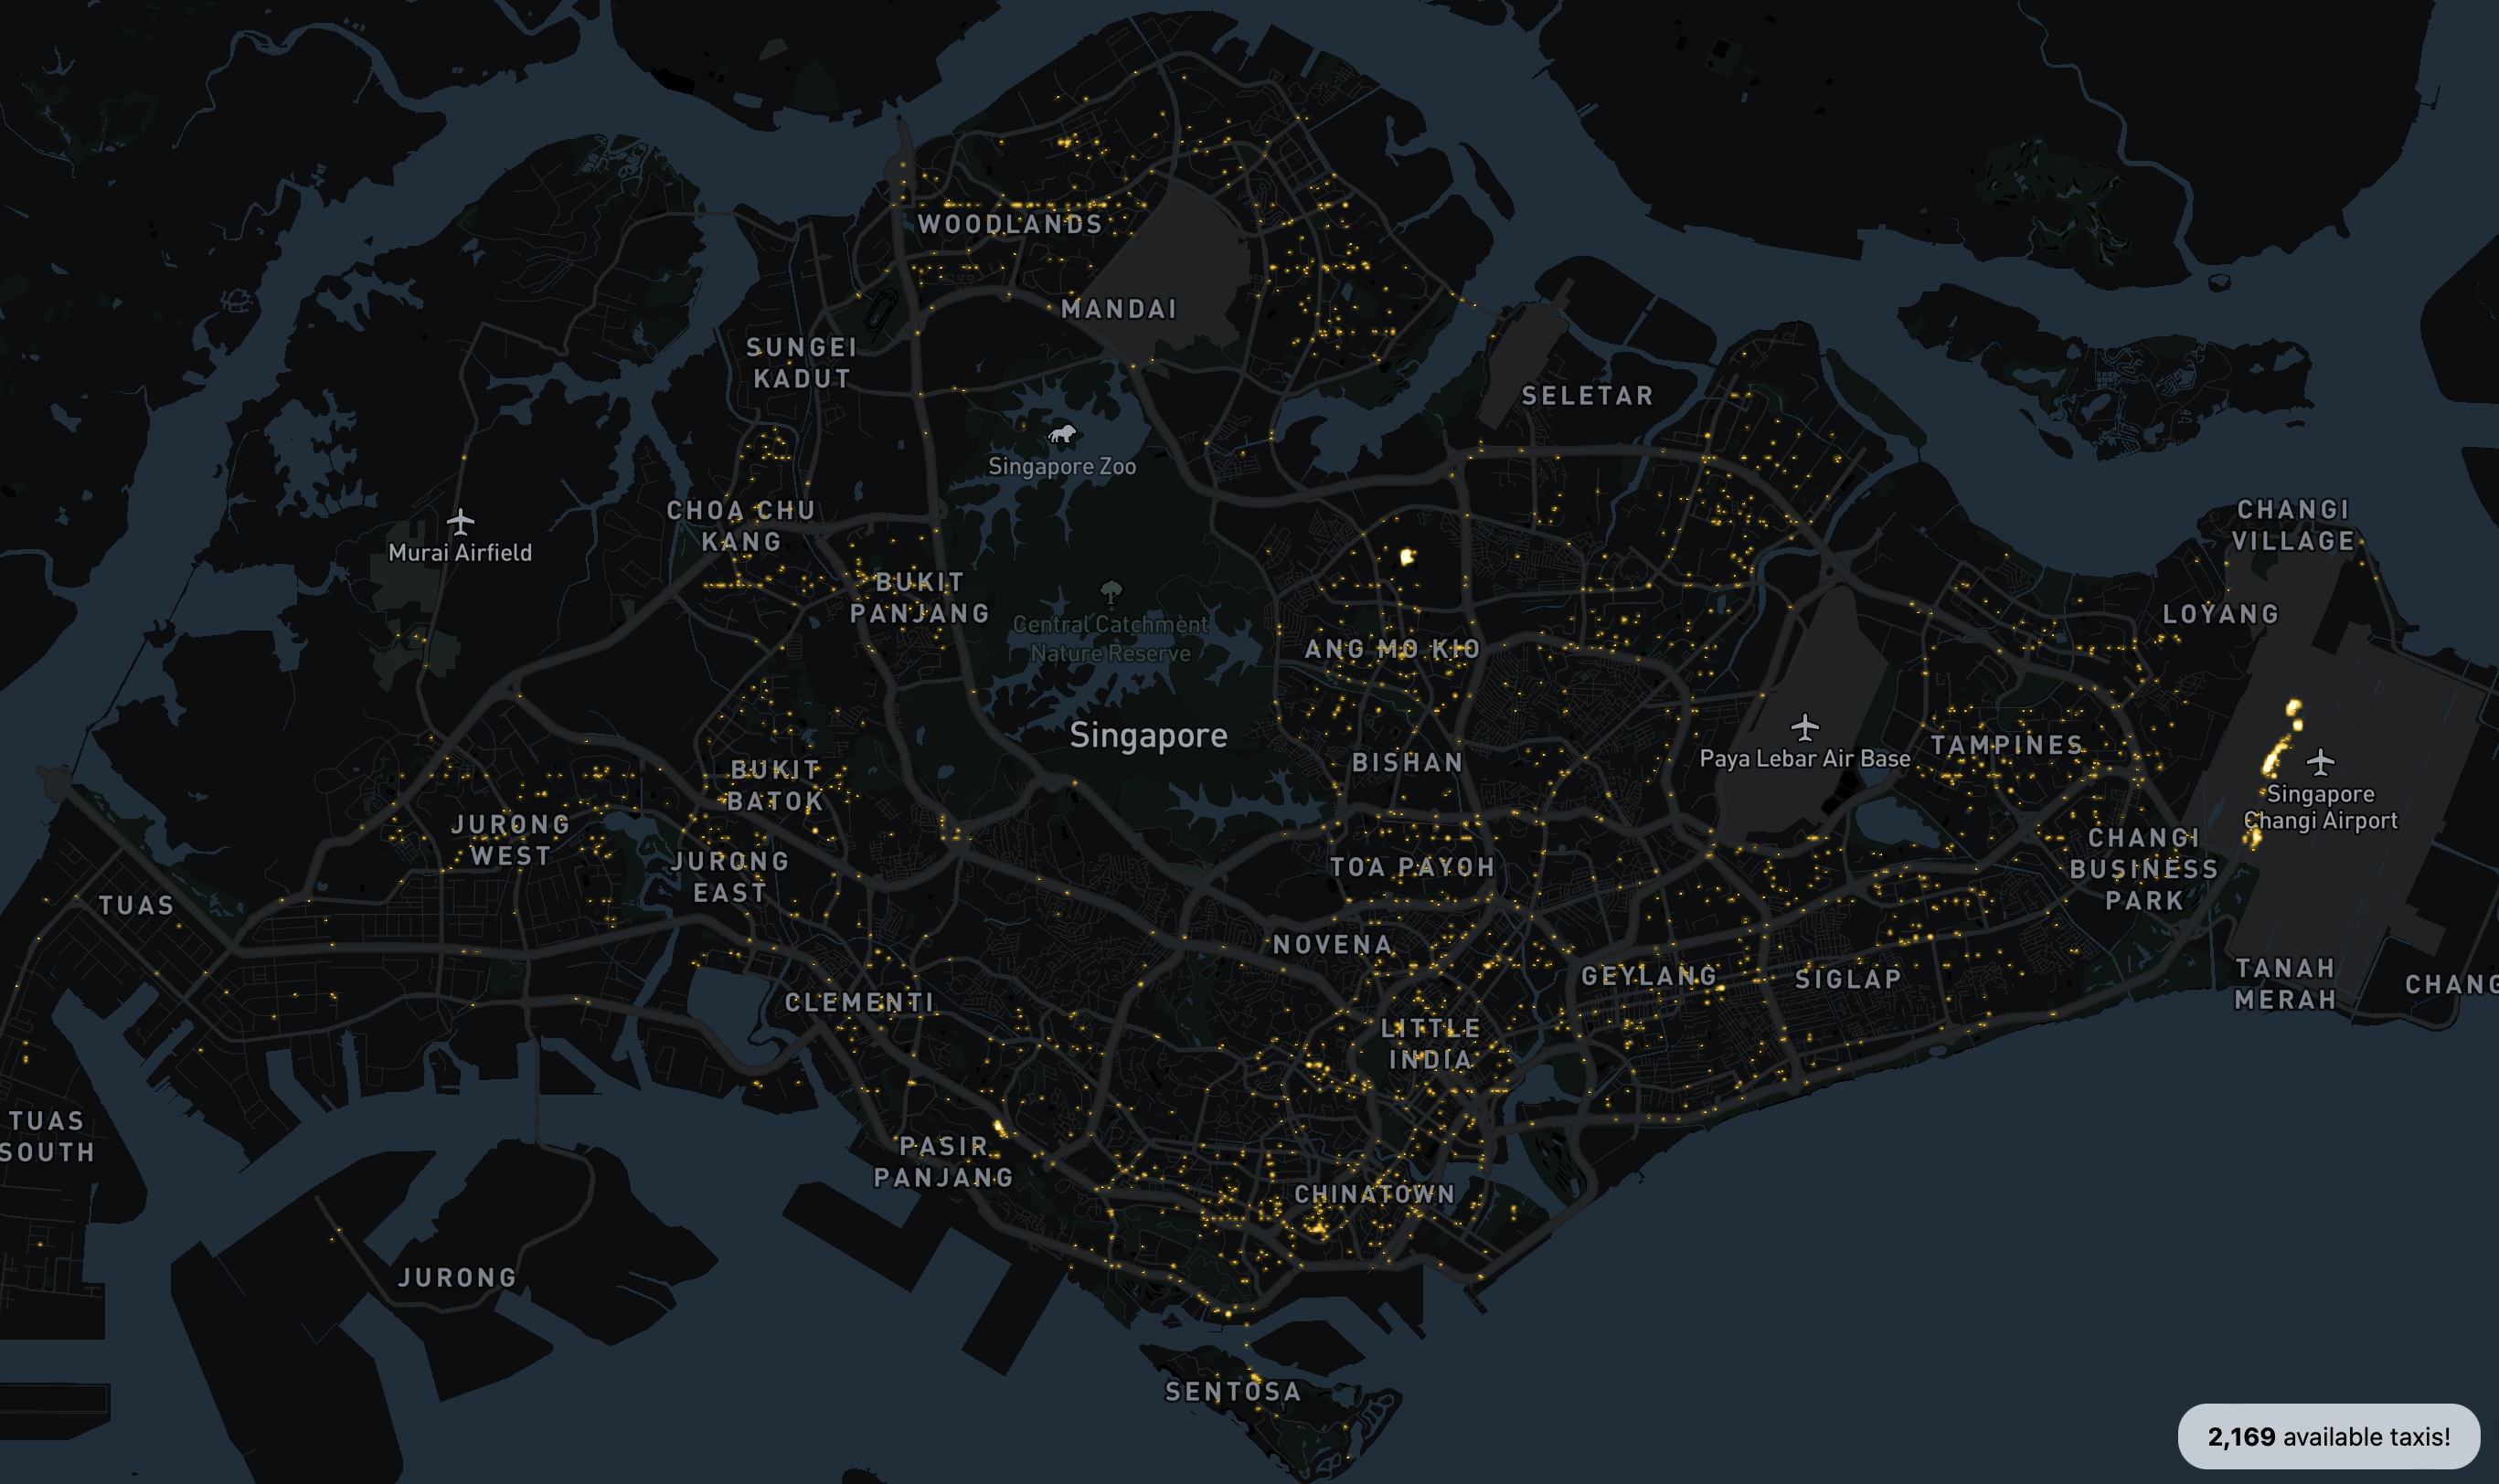 WOODLANDS
MANDAI
SUNGEI
KADUT
SELETAR
Singapore Zoo
CHOA CHU
KANG
Murai Airfield
CHANGI
VILLAGE
BUKIT
PANJANG
Central Catchment
Nature Reserve
LOYANG
ANG MO KIO
Singapore
BISHAN
Paya Lebar Air Base
TAMPINES
BUKIT
BATOK
Singapore
Changi Airport
JURONG
WEST
JURONG
EAST
TOA PAYOH
CHANGI
BUSINESS
PARK
TUAS
NOVENA
GEYLANG
SIGLAP
TANAH
MERAH
CHANG
CLEMENTI
LITTLE
INDIA
TUAS
SOUTH
PASIR
PANJANG
CHINATOWN
JURONG
SENTOSA
2,169 available taxis!